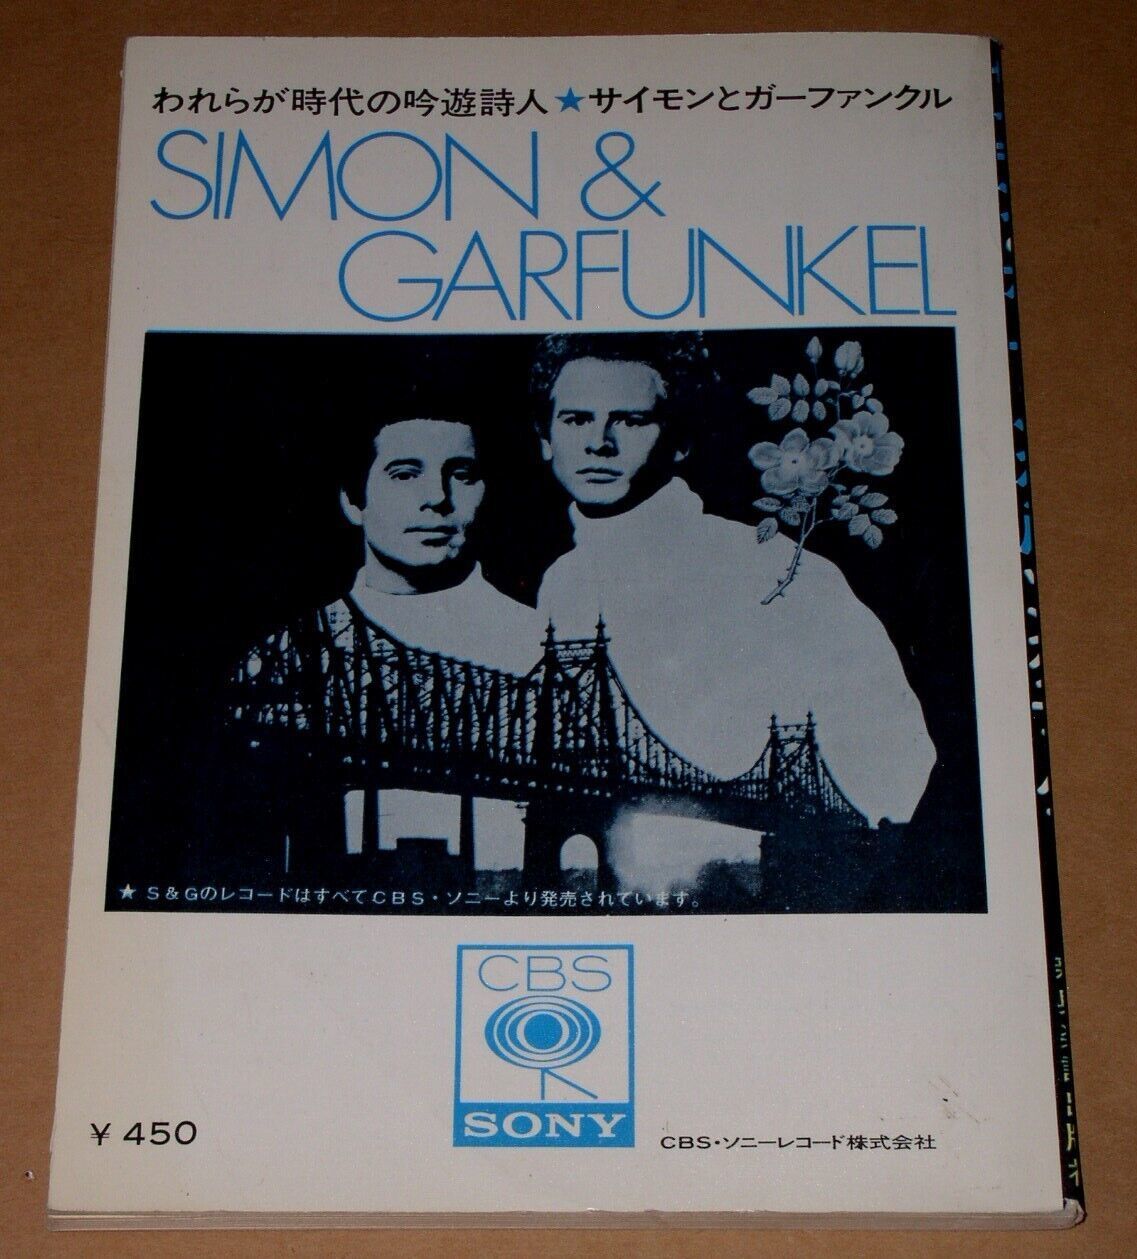 われらが時代の吟遊詩人★サイモンとガーファンクル
SIMON &
GARFUNKEL
★ S&Gのレコードはすべて CBS・ソニーより発売されています。
CBS
SONY
¥ 450
CBS・ソニーレコード株式会社